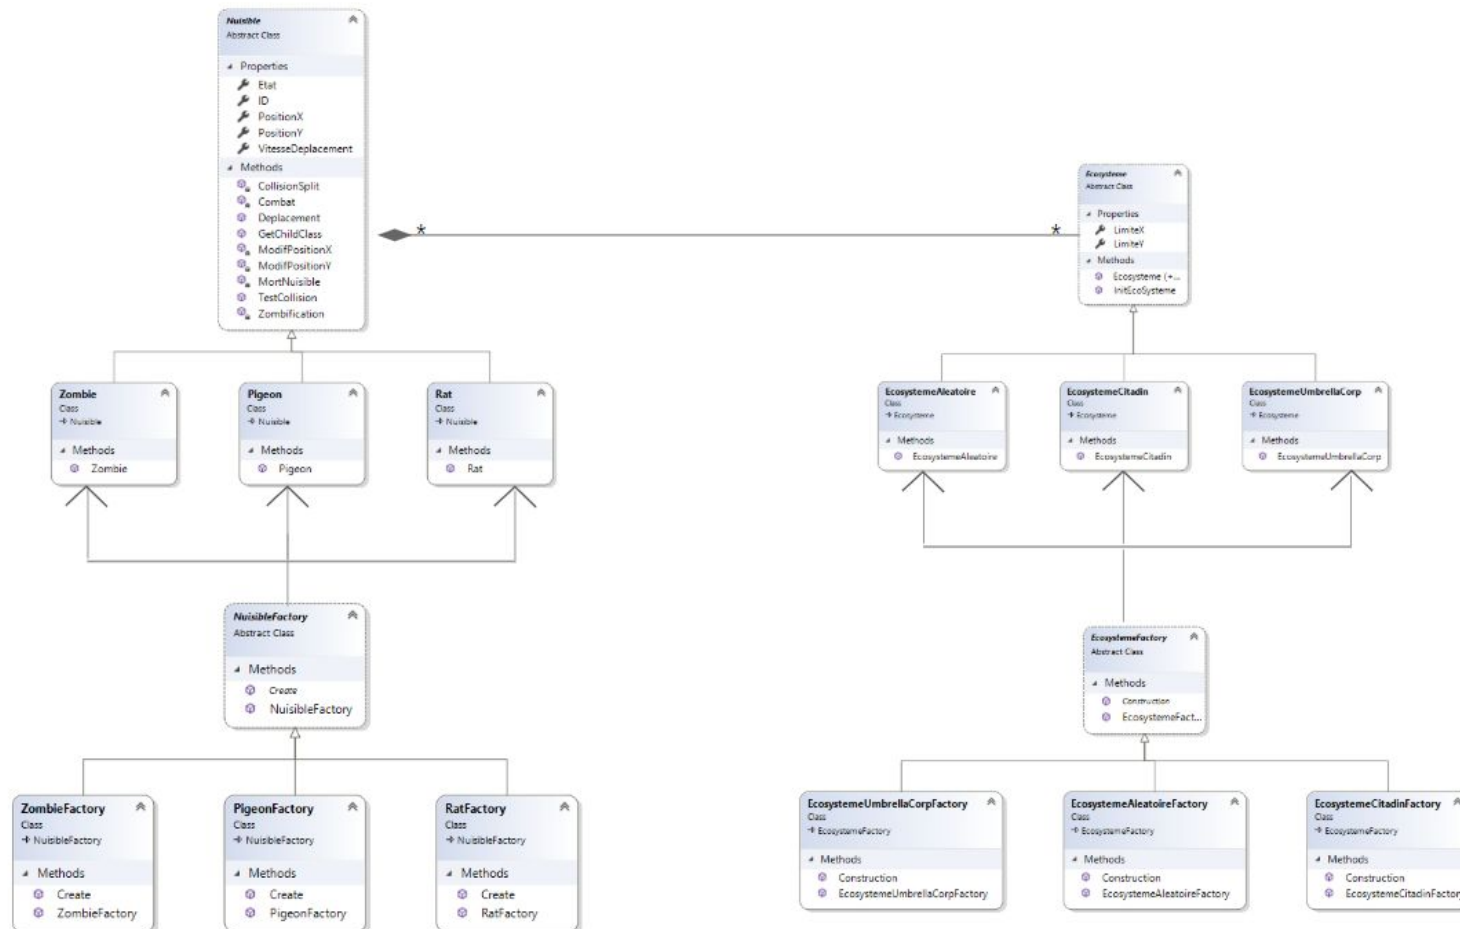 Nuisible
Abstract Class
Properties
Etat
ID
PositionX
PositionY
VitesseDeplacement
Methods
CollisionSplit
Combat
Deplacement
GetChildClass
ModifPositionX
ModifPositionY
MortNuisible
TestCollision
Zombification
*
*
Ecosysteme
Abstract Class
Properties
LimiteX
LimiteY
Methods
Ecosysteme (+...
InitEcoSysteme
Zombie
Class
Nuisible
Methods
Zombie
Pigeon
Class
Nuisible
Methods
Pigeon
Rat
Class
Nuisible
Methods
Rat
EcosystemeAleatoire
Class
Ecosysteme
Methods
EcosystemeAleatoire
EcosystemeCitadin
Class
Ecosysteme
Methods
EcosystemeCitadin
EcosystemeUmbrellaCorp
Class
Ecosysteme
Methods
EcosystemeUmbrellaCorp
NuisibleFactory
Abstract Class
Methods
Create
NuisibleFactory
EcosystemeFactory
Abstract Class
Methods
Construction
EcosystemeFact...
ZombieFactory
Class
NuisibleFactory
Methods
Create
ZombieFactory
PigeonFactory
Class
NuisibleFactory
Methods
Create
PigeonFactory
RatFactory
Class
NuisibleFactory
Methods
Create
RatFactory
EcosystemeUmbrellaCorpFactory
Class
EcosystemeFactory
Methods
Construction
EcosystemeUmbrellaCorpFactory
EcosystemeAleatoireFactory
Class
EcosystemeFactory
Methods
Construction
EcosystemeAleatoireFactory
EcosystemeCitadinFactory
Class
EcosystemeFactory
Methods
Construction
EcosystemeCitadinFactory